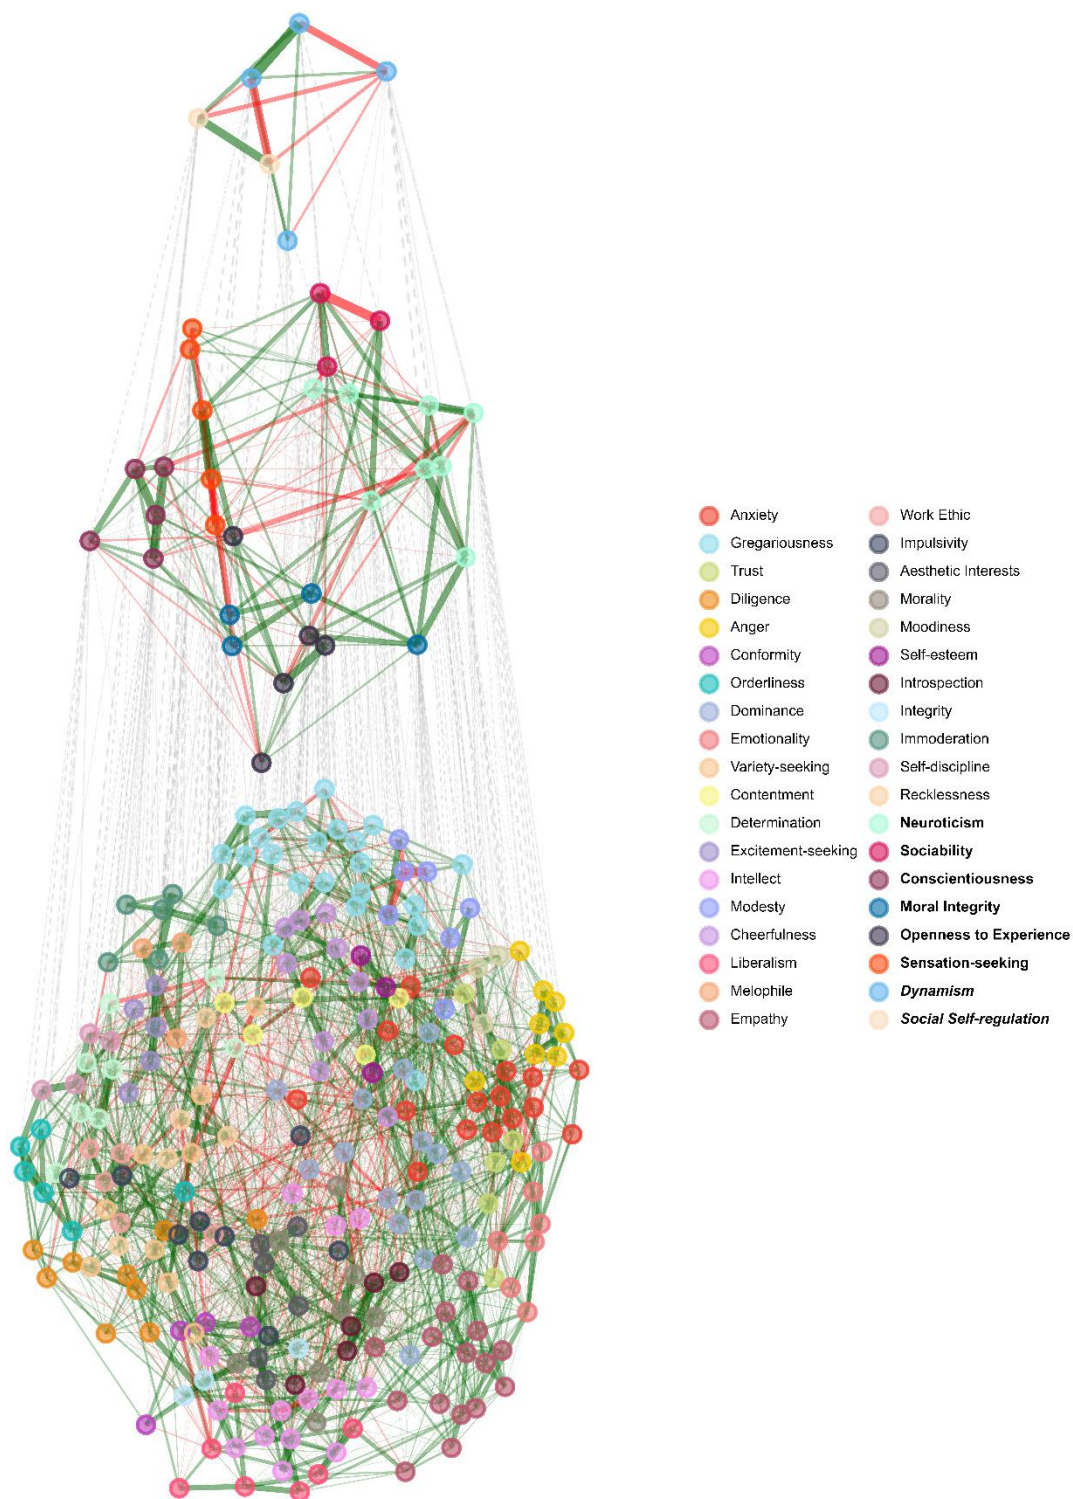 Anxiety
Gregariousness
Trust
Diligence
Anger
Conformity
Orderliness
Dominance
Emotionality
Variety-seeking
Contentment
Determination
Excitement-seeking
Intellect
Modesty
Cheerfulness
Liberalism
Melophile
Empathy
Work Ethic
Impulsivity
Aesthetic Interests
Morality
Moodiness
Self-esteem
Introspection
Integrity
Immoderation
Self-discipline
Recklessness
Neuroticism
Sociability
Conscientiousness
Moral Integrity
Openness to Experience
Sensation-seeking
Dynamism
Social Self-regulation